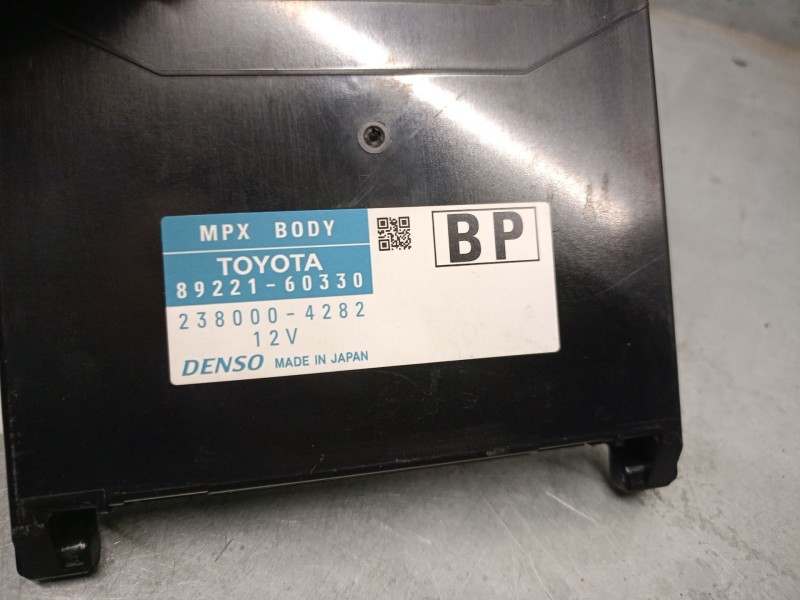 MPX BODY
BP
TOYOTA
89221-60330
238000-4282
12V
DENSO MADE IN JAPAN